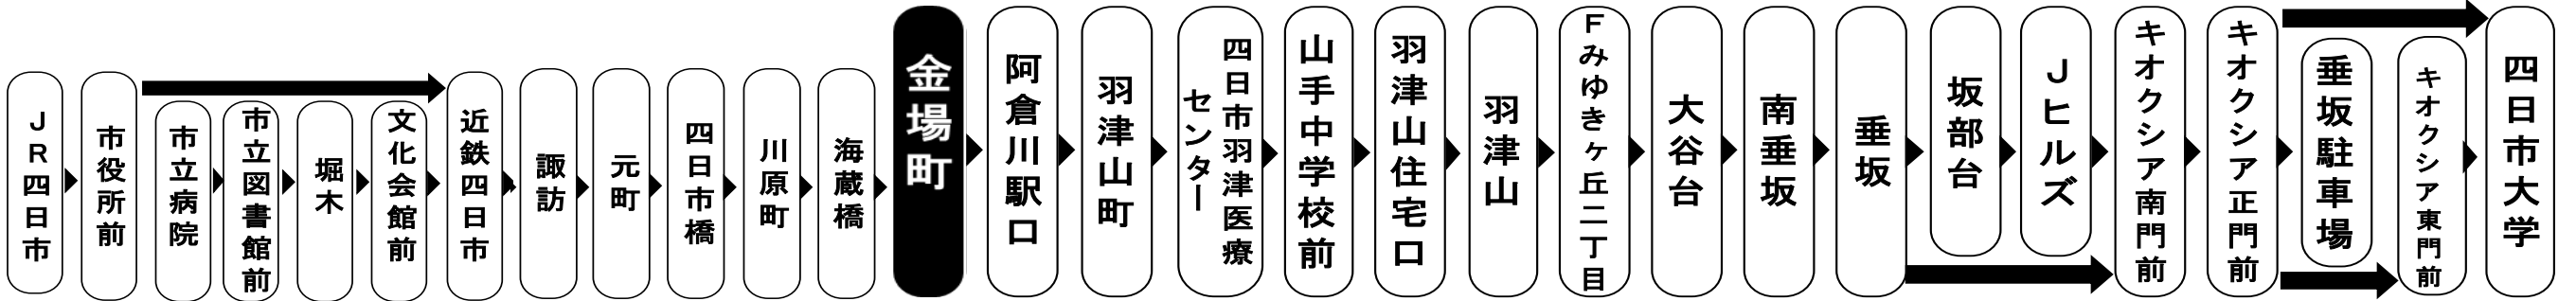 ＪＲ四日市
市役所前
市立病院
市立図書館前
堀木
文化会館前
近鉄四日市
諏訪
元町
四日市橋
川原町
海蔵橋
金場町
阿倉川駅口
羽津山町
四日市羽津医療
センター
山手中学校前
羽津山住宅口
羽津山
Ｆみゆきヶ丘二丁目
大谷台
南垂坂
垂坂
坂部台
Ｊヒルズ
キオクシア南門前
キオクシア正門前
垂坂駐車場
キオクシア東門前
四日市大学